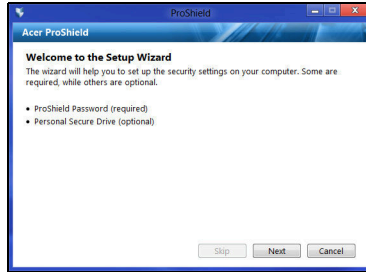 ProShield
Acer ProShield
Welcome to the Setup Wizard
The wizard will help you to set up the security settings on your computer. Some are
required, while others are optional.
• ProShield Password (required)
• Personal Secure Drive (optional)
Skip Next Cancel